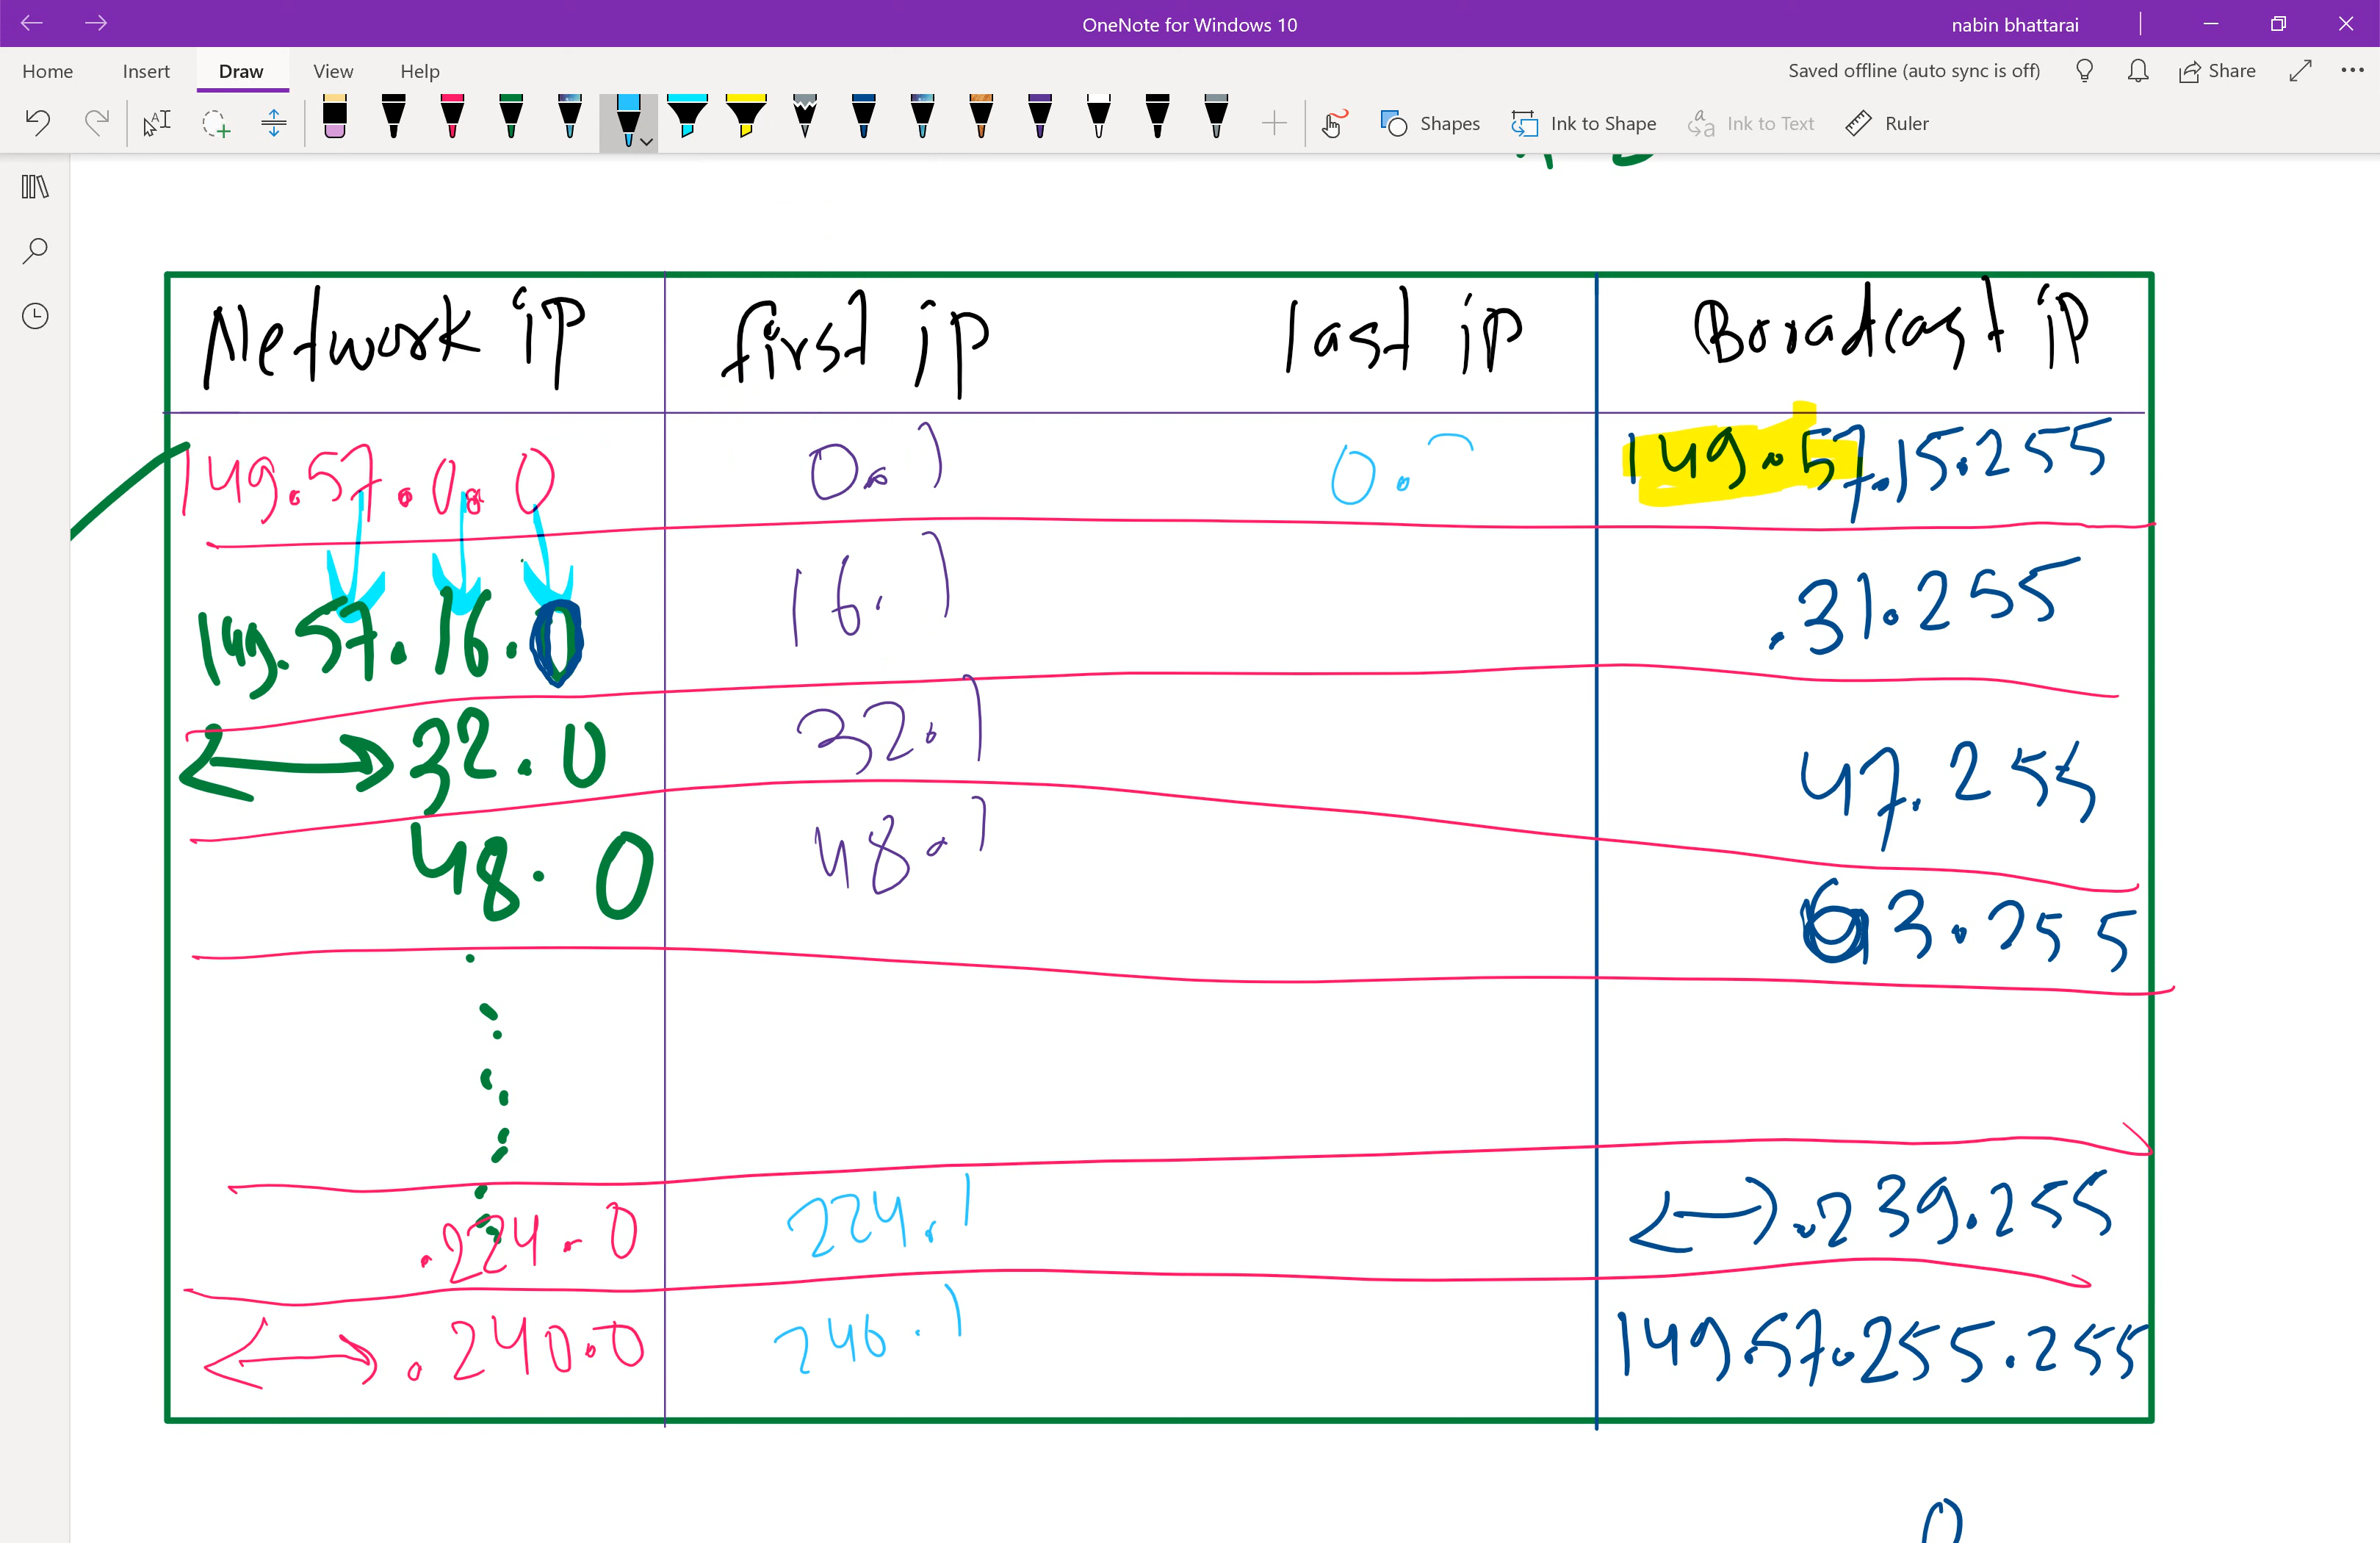 OneNote for Windows 10
nabin bhattarai
Home Insert Draw View Help
Saved offline (auto sync is off) Share
Shapes Ink to Shape Ink to Text Ruler
Network iP first ip last iP Boroadcast iP
149.57.0.0 0.1 0. 149.57.15.255
149.57.16.0 16.1 .31.255
32.0 32.1 47.255
48.0 48.1 63.255
.224.0 224.1 .239.255
.240.0 240.1 149.57.255.255